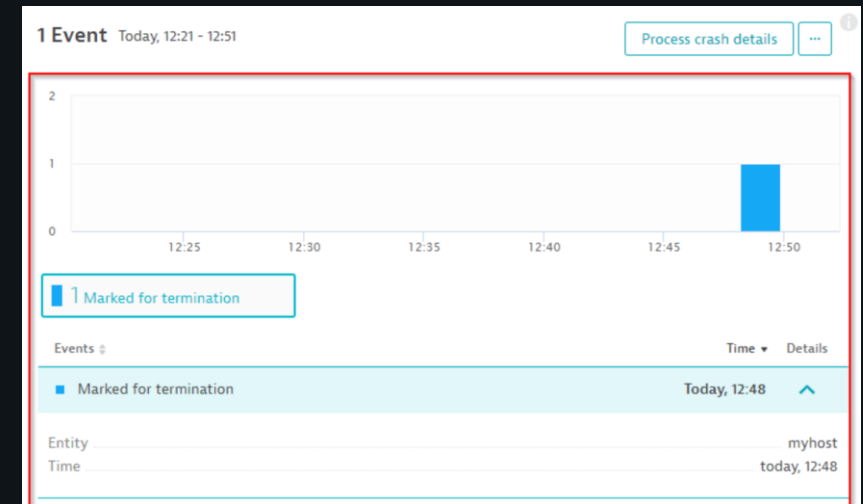 1 Event Today, 12:21 - 12:51
Process crash details ...
2
1
0
12:25 12:30 12:35 12:40 12:45 12:50
1 Marked for termination
Events Time Details
Marked for termination Today, 12:48
Entity myhost
Time today, 12:48